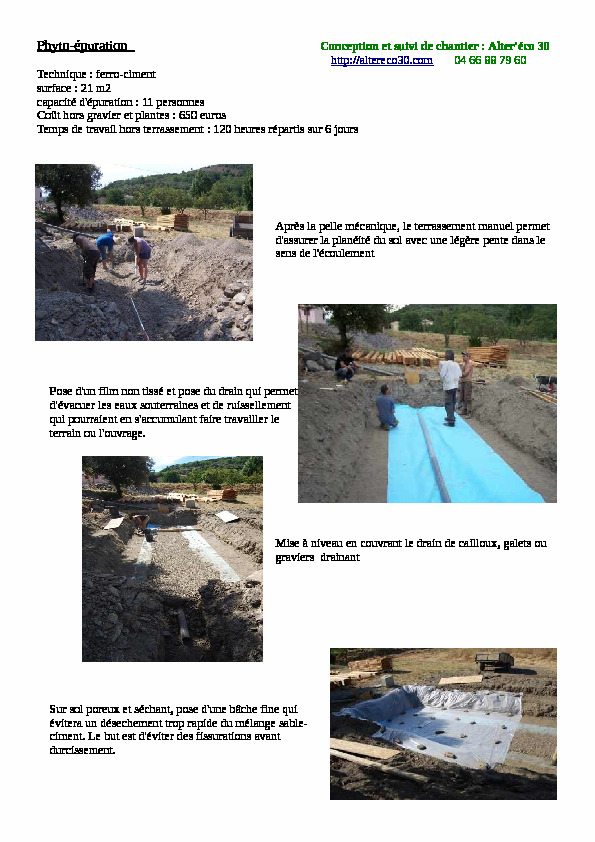 Phyto-épuration
Conception et suivi de chantier : Alter'éco 30
http://altereco30.com 04 66 99 79 60
Technique : ferro-ciment
surface : 21 m2
capacité d'épuration : 11 personnes
Coût hors gravier et plantes : 650 euros
Temps de travail hors terrassement : 120 heures répartis sur 6 jours
Après la pelle mécanique, le terrassement manuel permet
d'assurer la planéité du sol avec une légère pente dans le
sens de l'écoulement
Pose d'un film non tissé et pose du drain qui permet
d'évacuer les eaux souterraines et de ruissellement
qui pourraient en s'accumulant faire travailler le
terrain ou l'ouvrage.
Mise à niveau en couvrant le drain de cailloux, galets ou
graviers drainant
Sur sol poreux et séchant, pose d'une bâche fine qui
évitera un désechement trop rapide du mélange sable-
ciment. Le but est d'éviter des fissurations avant
durcissement.